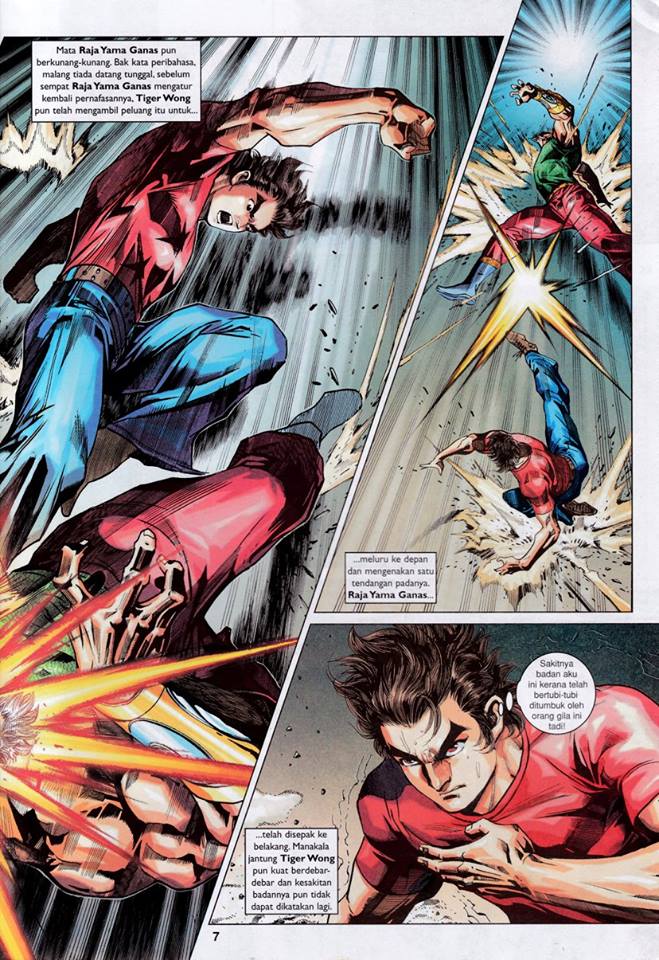 Mata Raja Yama Ganas pun
berkunang-kunang. Bak kata peribahasa,
malang tiada datang tunggal, sebelum
sempat Raja Yama Ganas mengatur
kembali pernafasannya, Tiger Wong
pun telah mengambil peluang itu untuk...
...meluru ke depan
dan mengenakan satu
tendangan padanya.
Raja Yama Ganas...
Sakitnya
badan aku
ini kerana telah
bertubi-tubi
ditumbuk oleh
orang gila ini
tadi!
...telah disepak ke
belakang. Manakala
jantung Tiger Wong
pun kuat berdebar-
debar dan kesakitan
badannya pun tidak
dapat dikatakan lagi.
7